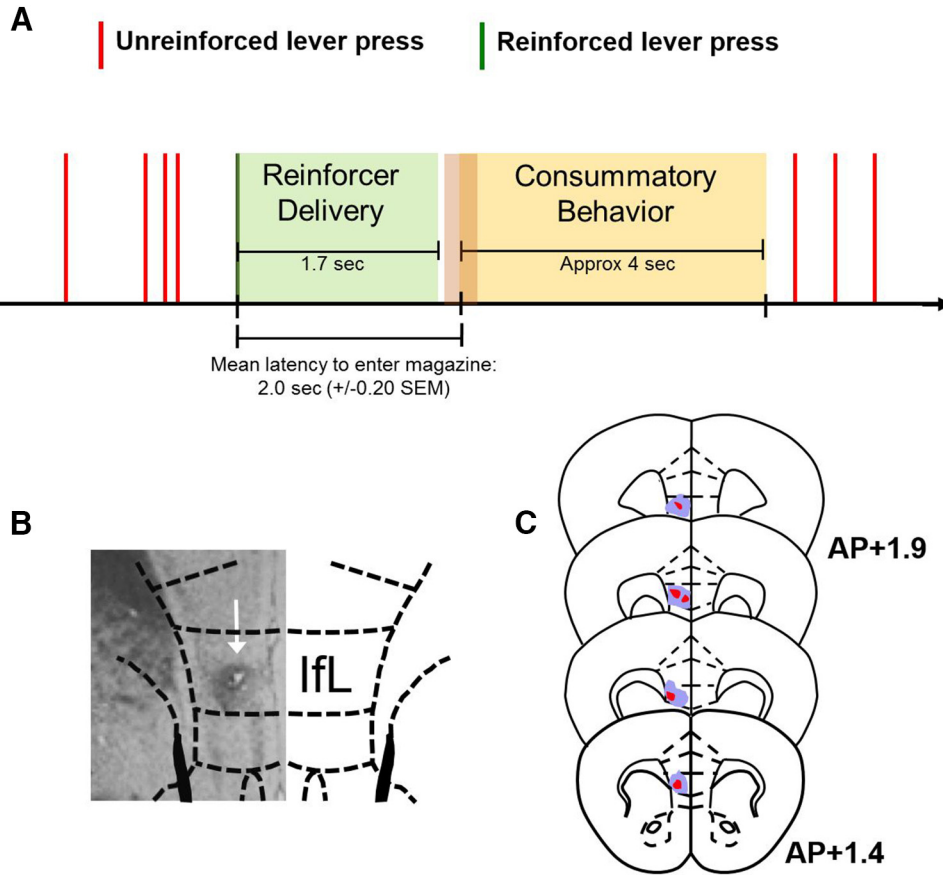 A
Unreinforced lever press
Reinforced lever press
Reinforcer
Delivery
1.7 sec
Consummatory
Behavior
Approx 4 sec
Mean latency to enter magazine:
2.0 sec (+/-0.20 SEM)
B
IfL
C
AP+1.9
AP+1.4